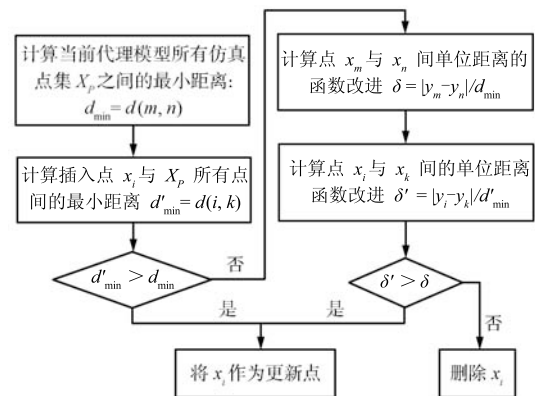 计算当前代理模型所有仿真
点集 X_P 之间的最小距离:
d_min = d(m, n)
计算插入点 x_i 与 X_P 所有点
间的最小距离 d′_min = d(i, k)
d′_min > d_min
否
是
计算点 x_m 与 x_n 间单位距离的
函数改进 δ = |y_m−y_n|/d_min
计算点 x_i 与 x_k 间的单位距离
函数改进 δ′ = |y_i−y_k|/d′_min
δ′ > δ
是
否
将 x_i 作为更新点
删除 x_i